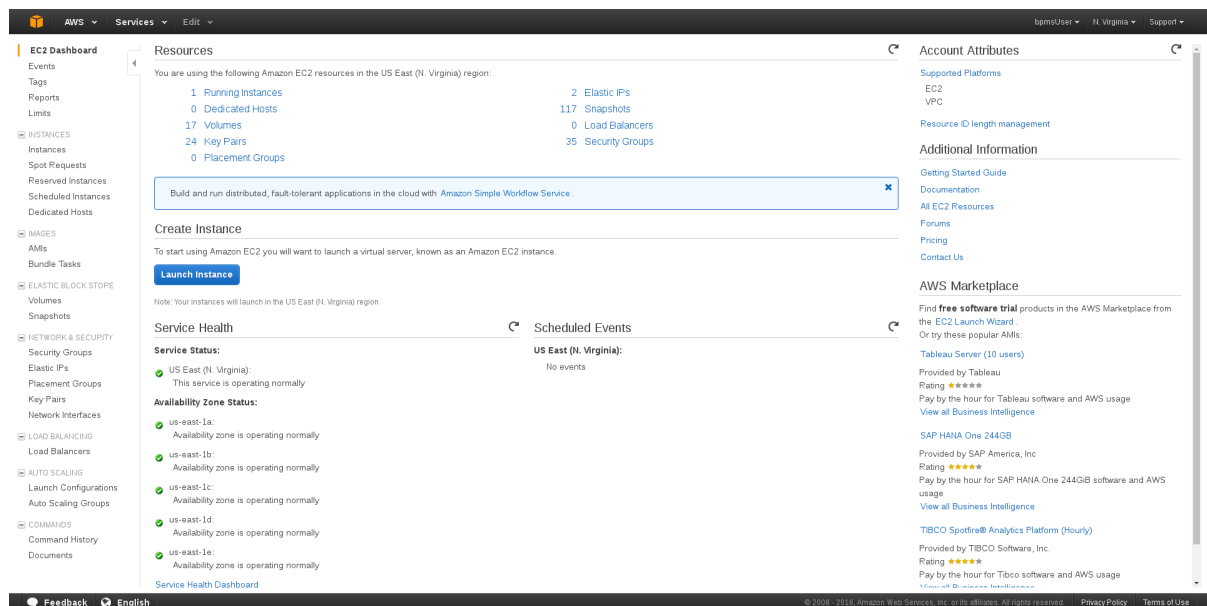 AWS Services Edit bpmsUser N. Virginia Support
EC2 Dashboard
Events
Tags
Reports
Limits
INSTANCES
Instances
Spot Requests
Reserved Instances
Scheduled Instances
Dedicated Hosts
IMAGES
AMIs
Bundle Tasks
ELASTIC BLOCK STORE
Volumes
Snapshots
NETWORK & SECURITY
Security Groups
Elastic IPs
Placement Groups
Key Pairs
Network Interfaces
LOAD BALANCING
Load Balancers
AUTO SCALING
Launch Configurations
Auto Scaling Groups
COMMANDS
Command History
Documents
Resources
You are using the following Amazon EC2 resources in the US East (N. Virginia) region:
1 Running Instances
0 Dedicated Hosts
17 Volumes
24 Key Pairs
0 Placement Groups
2 Elastic IPs
117 Snapshots
0 Load Balancers
35 Security Groups
Build and run distributed, fault-tolerant applications in the cloud with Amazon Simple Workflow Service.
Create Instance
To start using Amazon EC2 you will want to launch a virtual server, known as an Amazon EC2 instance.
Launch Instance
Note: Your instances will launch in the US East (N. Virginia) region
Service Health
Service Status:
US East (N. Virginia):
This service is operating normally
Availability Zone Status:
us-east-1a:
Availability zone is operating normally
us-east-1b:
Availability zone is operating normally
us-east-1c:
Availability zone is operating normally
us-east-1d:
Availability zone is operating normally
us-east-1e:
Availability zone is operating normally
Service Health Dashboard
Scheduled Events
US East (N. Virginia):
No events
Account Attributes
Supported Platforms
EC2
VPC
Resource ID length management
Additional Information
Getting Started Guide
Documentation
All EC2 Resources
Forums
Pricing
Contact Us
AWS Marketplace
Find free software trial products in the AWS Marketplace from
the EC2 Launch Wizard.
Or try these popular AMIs:
Tableau Server (10 users)
Provided by Tableau
Rating
Pay by the hour for Tableau software and AWS usage
View all Business Intelligence
SAP HANA One 244GB
Provided by SAP America, Inc
Rating
Pay by the hour for SAP HANA One 244GiB software and AWS
usage
View all Business Intelligence
TIBCO Spotfire® Analytics Platform (Hourly)
Provided by TIBCO Software, Inc.
Rating
Pay by the hour for Tibco software and AWS usage
View all Business Intelligence
Feedback English © 2008 - 2016, Amazon Web Services, Inc. or its affiliates. All rights reserved. Privacy Policy Terms of Use